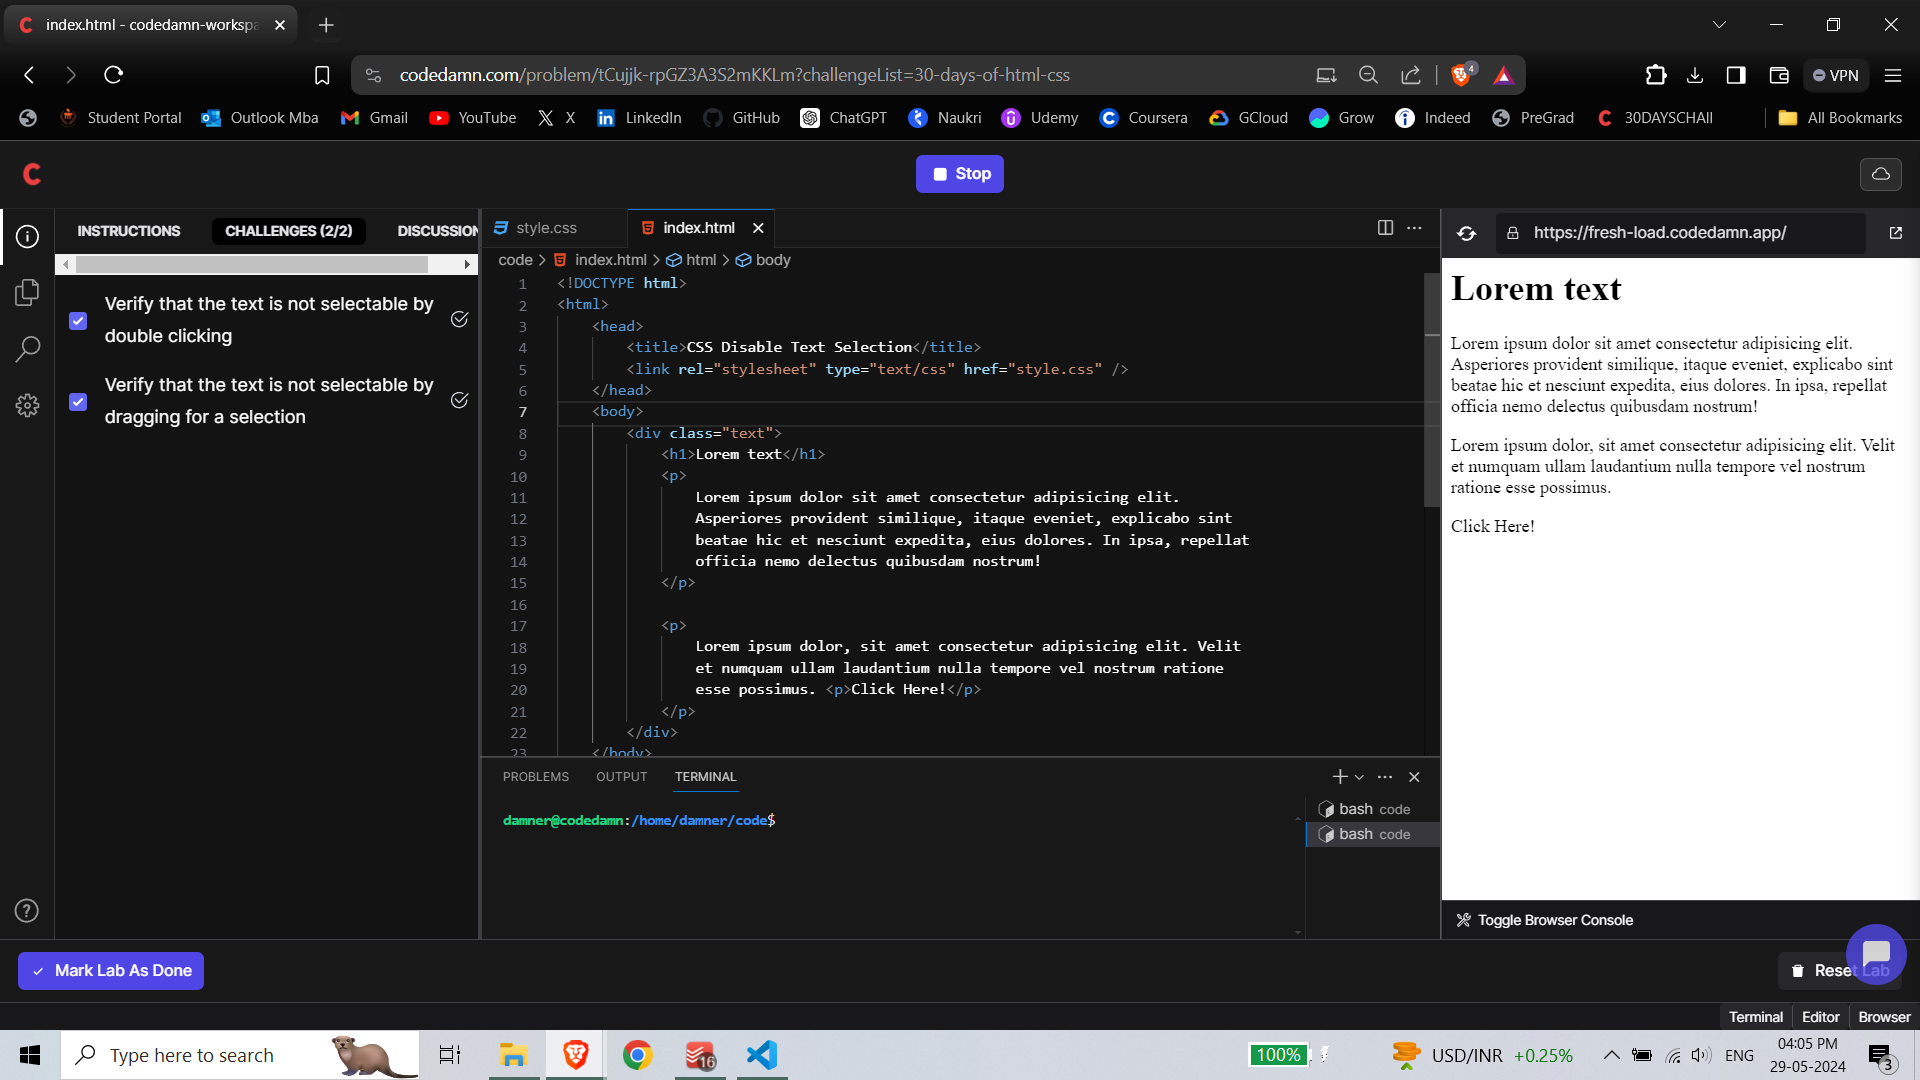 index.html - codedamn-workspa
codedamn.com/problem/tCujjk-rpGZ3A3S2mKKLm?challengeList=30-days-of-html-css
4
VPN
Student Portal
Outlook Mba
Gmail
YouTube
X
LinkedIn
GitHub
ChatGPT
Naukri
Udemy
Coursera
GCloud
Grow
Indeed
PreGrad
30DAYSCHAll
All Bookmarks
Stop
INSTRUCTIONS
CHALLENGES (2/2)
DISCUSSION
Verify that the text is not selectable by
double clicking
Verify that the text is not selectable by
dragging for a selection
style.css
index.html
code > index.html > html > body
1 <!DOCTYPE html>
2 <html>
3 <head>
4 <title>CSS Disable Text Selection</title>
5 <link rel="stylesheet" type="text/css" href="style.css" />
6 </head>
7 <body>
8 <div class="text">
9 <h1>Lorem text</h1>
10 <p>
11 Lorem ipsum dolor sit amet consectetur adipisicing elit.
12 Asperiores provident similique, itaque eveniet, explicabo sint
13 beatae hic et nesciunt expedita, eius dolores. In ipsa, repellat
14 officia nemo delectus quibusdam nostrum!
15 </p>
16
17 <p>
18 Lorem ipsum dolor, sit amet consectetur adipisicing elit. Velit
19 et numquam ullam laudantium nulla tempore vel nostrum ratione
20 esse possimus. <p>Click Here!</p>
21 </p>
22 </div>
23 </body>
PROBLEMS
OUTPUT
TERMINAL
damner@codedamn:/home/damner/code$
bash code
bash code
https://fresh-load.codedamn.app/
Lorem text
Lorem ipsum dolor sit amet consectetur adipisicing elit.
Asperiores provident similique, itaque eveniet, explicabo sint
beatae hic et nesciunt expedita, eius dolores. In ipsa, repellat
officia nemo delectus quibusdam nostrum!
Lorem ipsum dolor, sit amet consectetur adipisicing elit. Velit
et numquam ullam laudantium nulla tempore vel nostrum
ratione esse possimus.
Click Here!
Toggle Browser Console
Mark Lab As Done
Reset Lab
Terminal
Editor
Browser
Type here to search
16
100%
USD/INR +0.25%
ENG
04:05 PM
29-05-2024
3